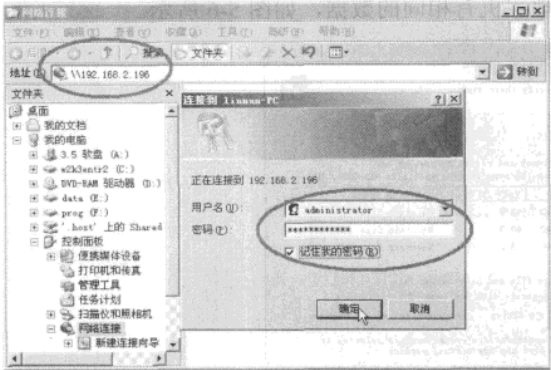 网络连接
文件(F) 编辑(E) 查看(V) 收藏(A) 工具(T) 高级(N) 帮助(H)
搜索 文件夹
地址(D) \\192.168.2.196 转到
文件夹
桌面
我的文档
我的电脑
3.5 软盘 (A:)
w2k3entr2 (C:)
DVD-RAM 驱动器 (D:)
data (E:)
prog (F:)
'.host' 上的 Shared
控制面板
便携媒体设备
打印机和传真
管理工具
任务计划
扫描仪和照相机
网络连接
新建连接向导
连接到 linnan-PC
正在连接到 192.168.2.196
用户名(U): administrator
密码(P): ************
记住我的密码(R)
确定 取消